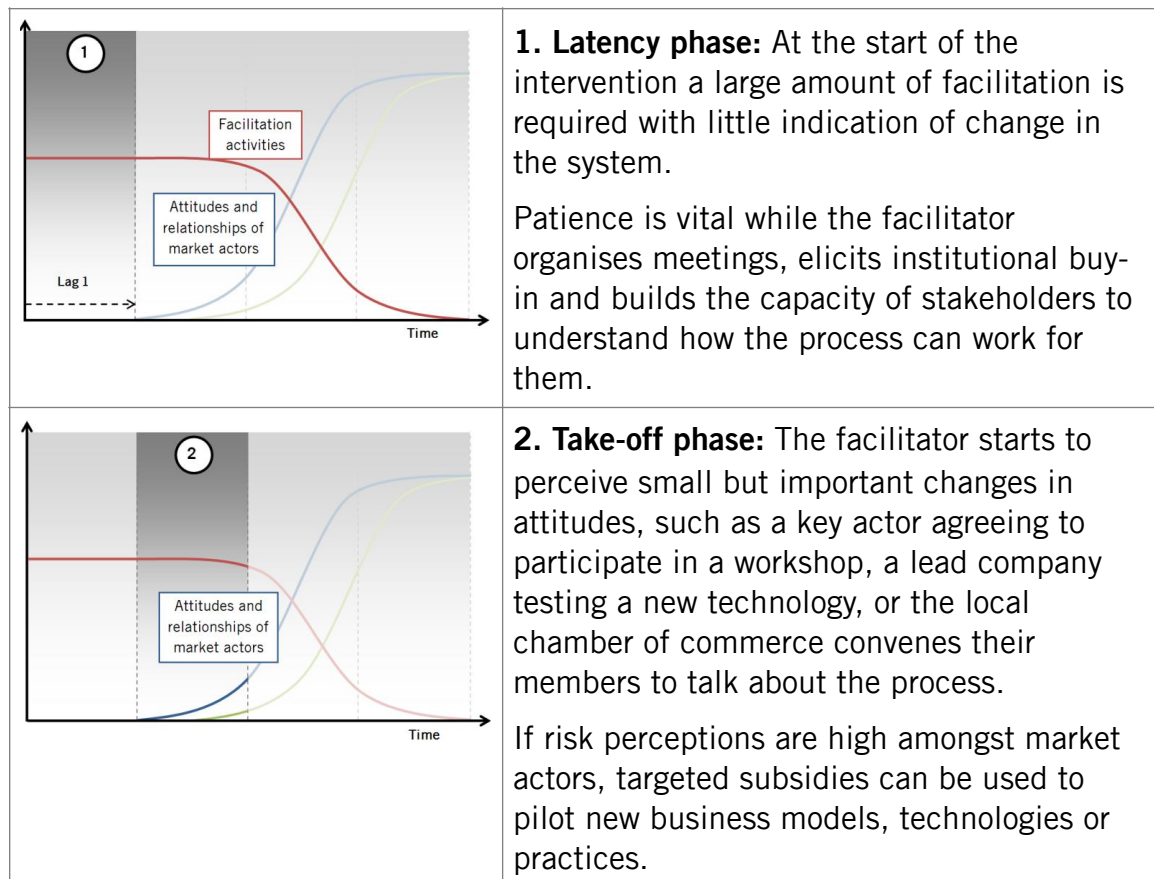 1
Facilitation
activities
Attitudes and
relationships of
market actors
Lag 1
Time
1. Latency phase: At the start of the
intervention a large amount of facilitation is
required with little indication of change in
the system.
Patience is vital while the facilitator
organises meetings, elicits institutional buy-
in and builds the capacity of stakeholders to
understand how the process can work for
them.
2
Attitudes and
relationships of
market actors
Time
2. Take-off phase: The facilitator starts to
perceive small but important changes in
attitudes, such as a key actor agreeing to
participate in a workshop, a lead company
testing a new technology, or the local
chamber of commerce convenes their
members to talk about the process.
If risk perceptions are high amongst market
actors, targeted subsidies can be used to
pilot new business models, technologies or
practices.